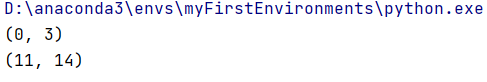 D:\anaconda3\envs\myFirstEnvironments\python.exe
(0, 3)
(11, 14)